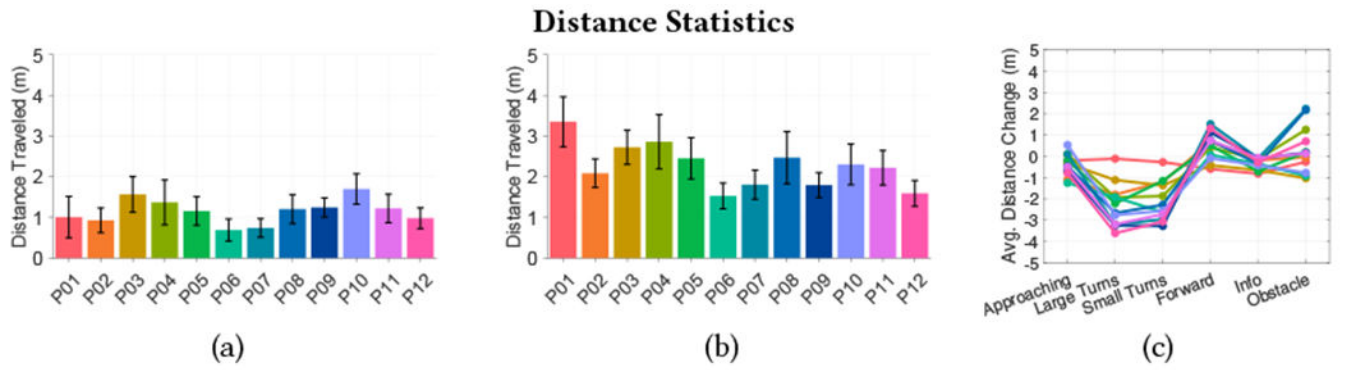 Distance Statistics
Distance Traveled (m)
5
4
3
2
1
0
P01 P02 P03 P04 P05 P06 P07 P08 P09 P10 P11 P12
(a)
Distance Traveled (m)
5
4
3
2
1
0
P01 P02 P03 P04 P05 P06 P07 P08 P09 P10 P11 P12
(b)
Avg. Distance Change (m)
5
4
3
2
1
0
-1
-2
-3
-4
-5
Approaching
Large Turns
Small Turns
Forward
Info
Obstacle
(c)